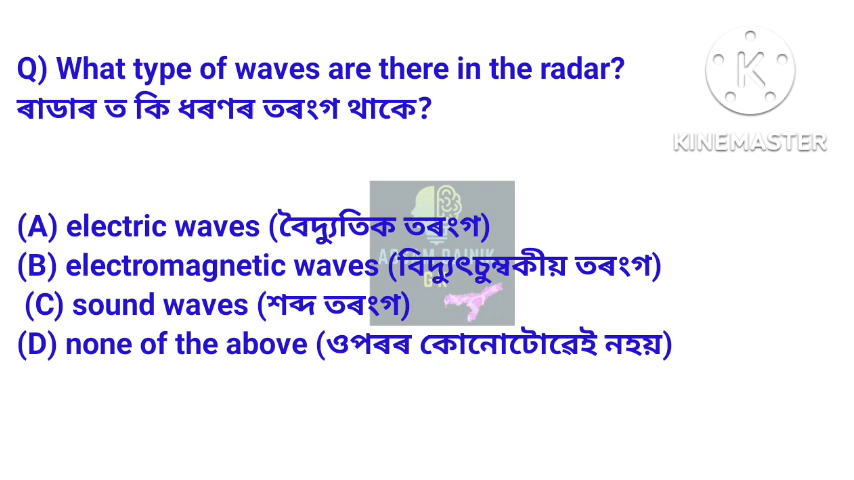 Q) What type of waves are there in the radar?
ৰাডাৰ ত কি ধৰণৰ তৰংগ থাকে?
KINEMASTER
(A) electric waves (বৈদ্যুতিক তৰংগ)
(B) electromagnetic waves (বিদ্যুৎচুম্বকীয় তৰংগ)
(C) sound waves (শব্দ তৰংগ)
(D) none of the above (ওপৰৰ কোনোটোৱেই নহয়)